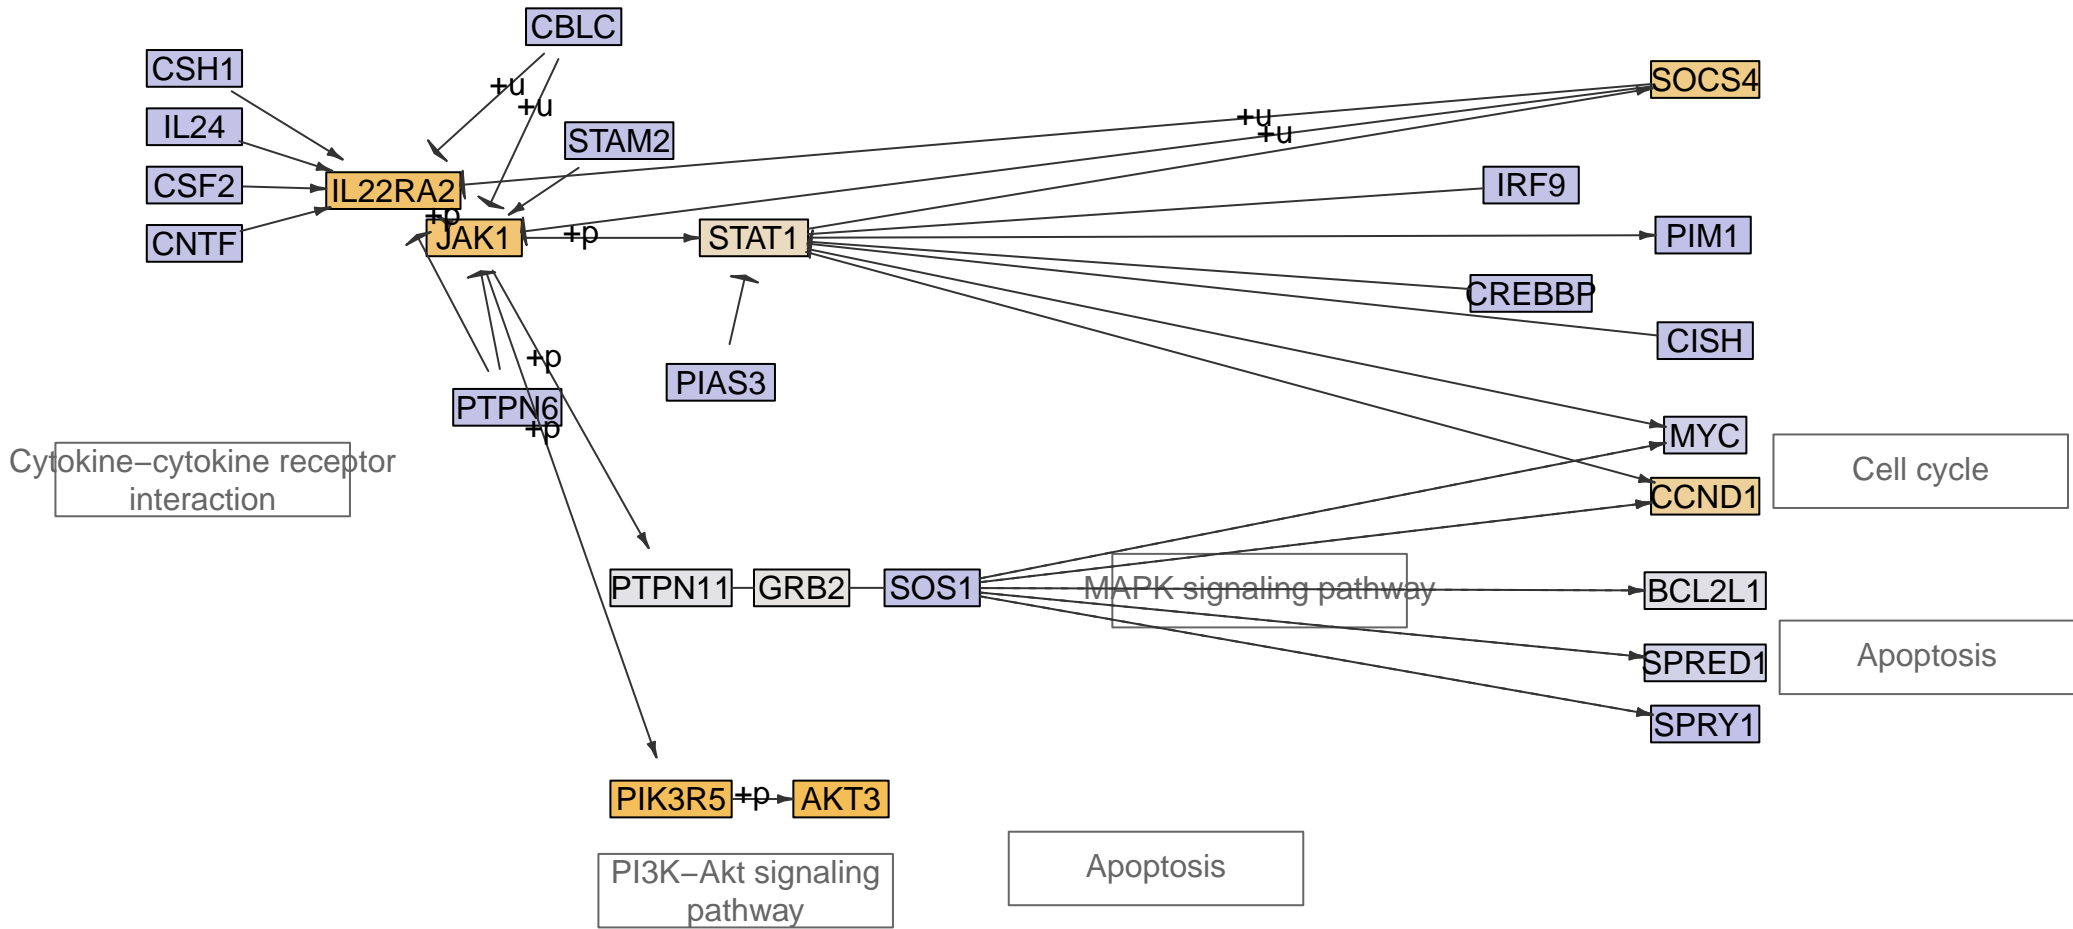 CBLC
CSH1
+u
SOCS4
+u
+u
IL24
+u
STAM2
CSF2
IL22RA2
IRF9
+p
CNTF
JAK1
+p
STAT1
PIM1
CREBBP
CISH
+p
PIAS3
PTPN6
+p
MYC
Cytokine−cytokine receptor
interaction
Cell cycle
CCND1
PTPN11
GRB2
SOS1
MAPK signaling pathway
BCL2L1
SPRED1
Apoptosis
SPRY1
PIK3R5
+p
AKT3
PI3K−Akt signaling
pathway
Apoptosis